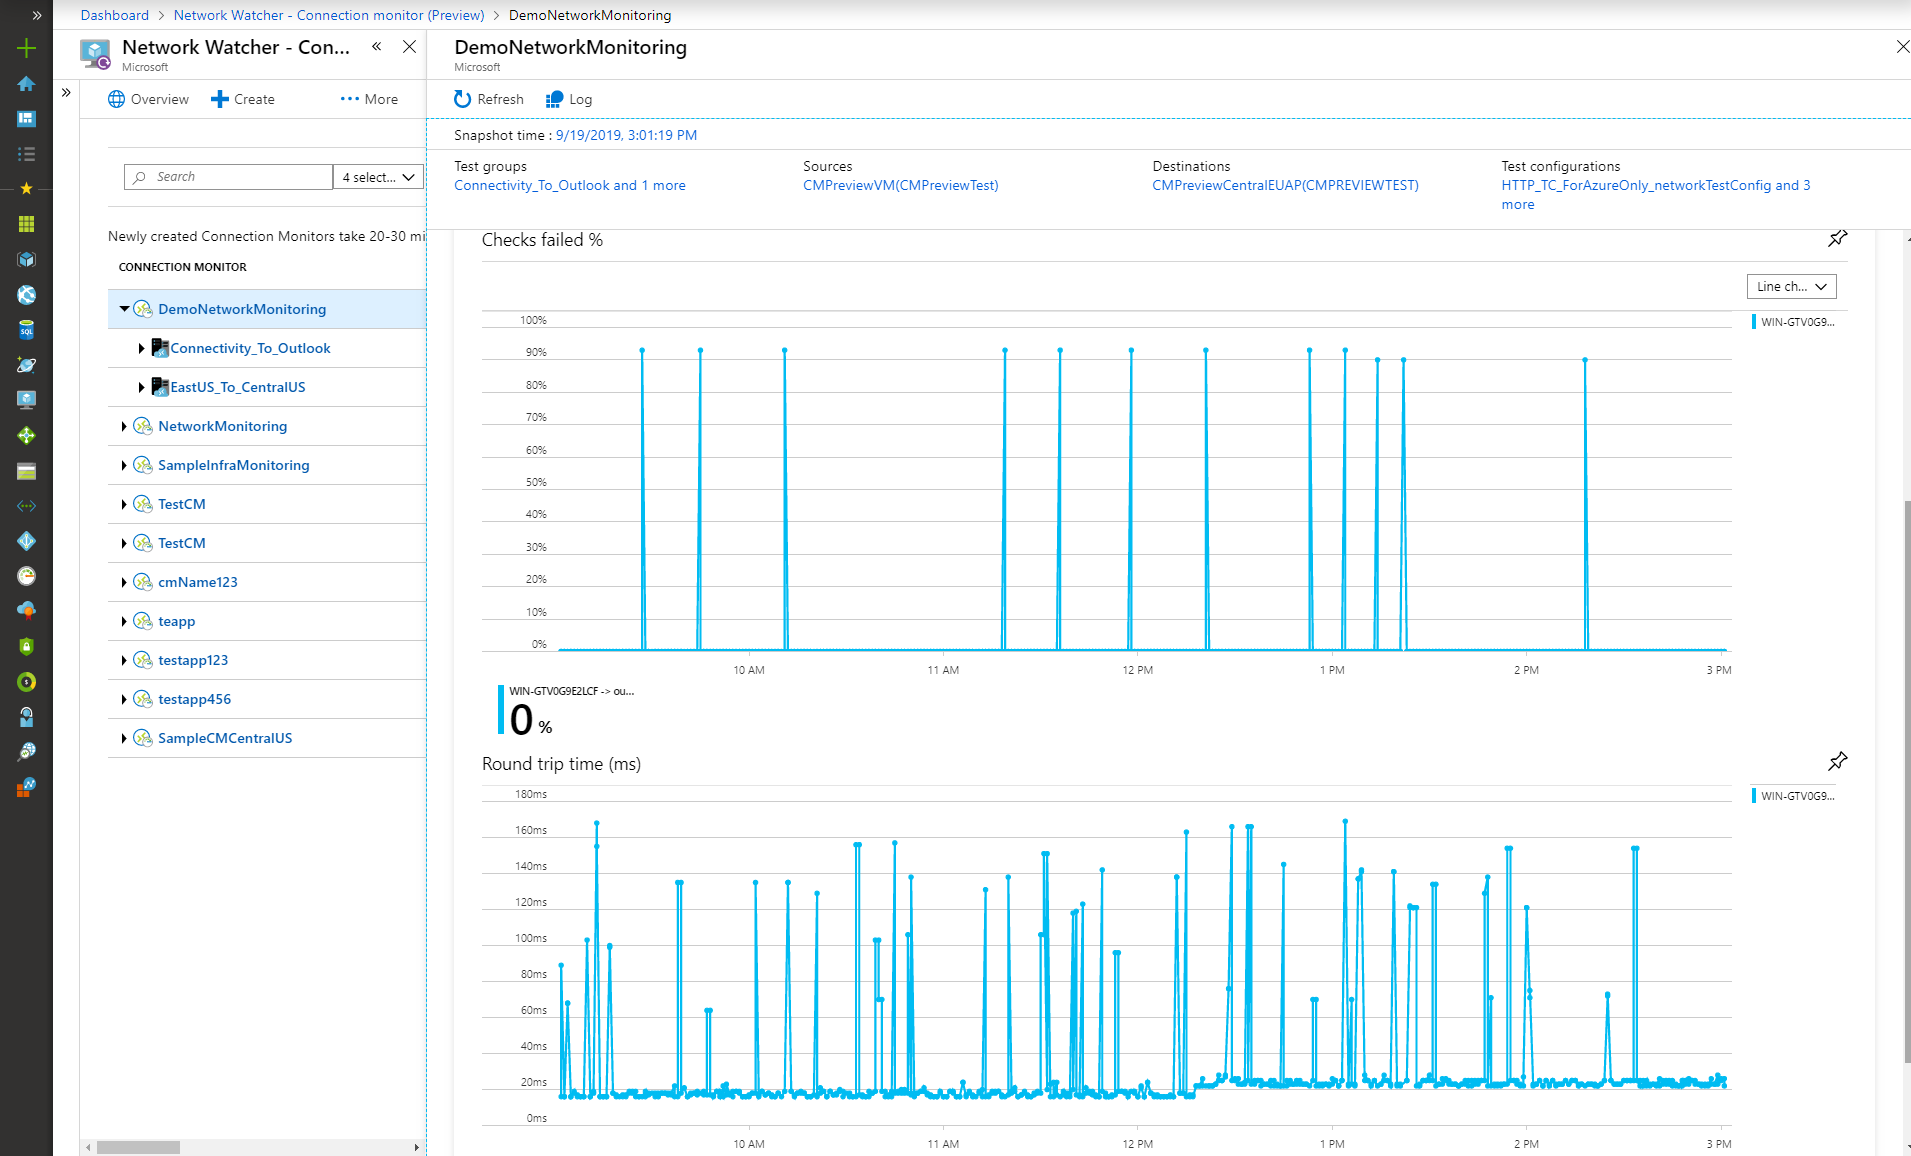 Dashboard > Network Watcher - Connection monitor (Preview) > DemoNetworkMonitoring
Network Watcher - Con...
Microsoft
Overview
Create
More
Search
4 select...
Newly created Connection Monitors take 20-30 mi
CONNECTION MONITOR
DemoNetworkMonitoring
Connectivity_To_Outlook
EastUS_To_CentralUS
NetworkMonitoring
SampleInfraMonitoring
TestCM
TestCM
cmName123
teapp
testapp123
testapp456
SampleCMCentralUS
DemoNetworkMonitoring
Microsoft
Refresh
Log
Snapshot time : 9/19/2019, 3:01:19 PM
Test groups
Connectivity_To_Outlook and 1 more
Sources
CMPreviewVM(CMPreviewTest)
Destinations
CMPreviewCentralEUAP(CMPREVIEWTEST)
Test configurations
HTTP_TC_ForAzureOnly_networkTestConfig and 3
more
Checks failed %
Line ch...
WIN-GTV0G9...
100%
90%
80%
70%
60%
50%
40%
30%
20%
10%
0%
10 AM
11 AM
12 PM
1 PM
2 PM
3 PM
WIN-GTV0G9E2LCF -> ou...
0 %
Round trip time (ms)
WIN-GTV0G9...
180ms
160ms
140ms
120ms
100ms
80ms
60ms
40ms
20ms
0ms
10 AM
11 AM
12 PM
1 PM
2 PM
3 PM